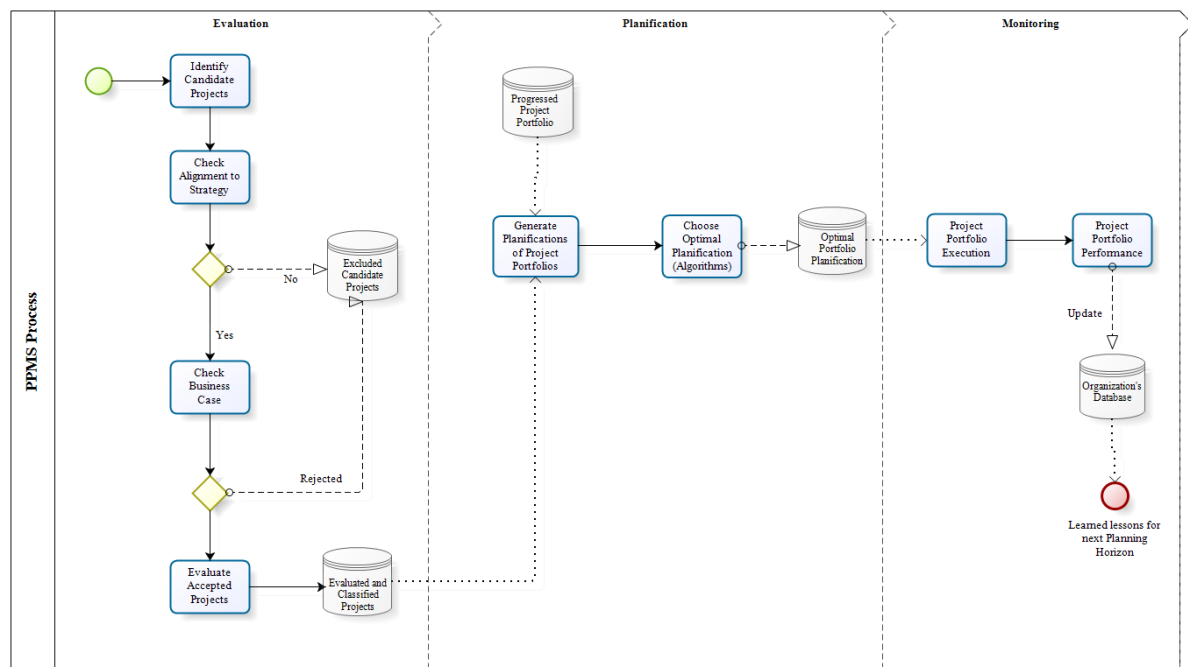 PPMS Process
Evaluation
Planification
Monitoring
Identify
Candidate
Projects
Check
Alignment to
Strategy
Excluded
Candidate
Projects
No
Yes
Check
Business
Case
Rejected
Evaluate
Accepted
Projects
Evaluated and
Classified
Projects
Progressed
Project
Portfolio
Generate
Planifications
of Project
Portfolios
Choose
Optimal
Planification
(Algorithms)
Optimal
Portfolio
Planification
Project
Portfolio
Execution
Project
Portfolio
Performance
Update
Organization's
Database
Learned lessons for
next Planning
Horizon